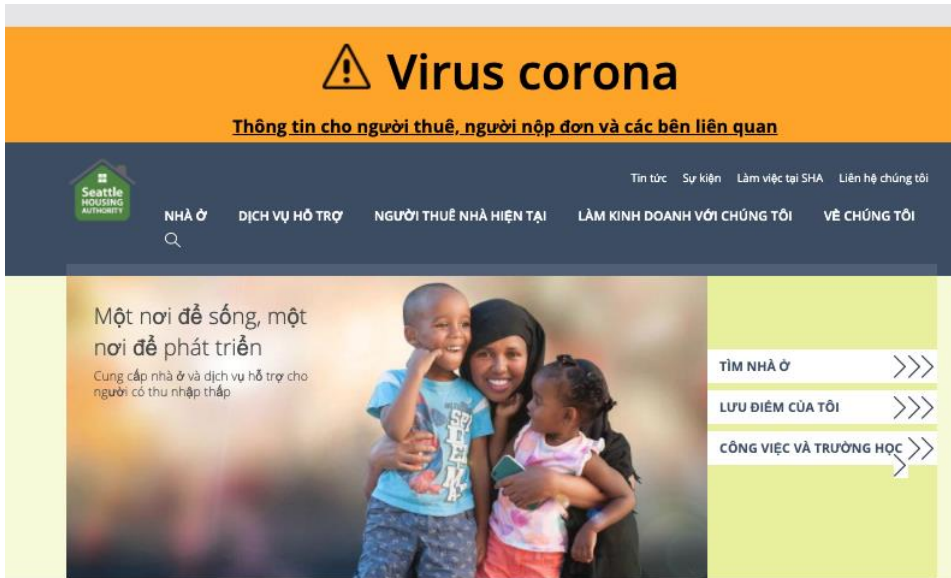 Virus corona
Thông tin cho người thuê, người nộp đơn và các bên liên quan
Seattle
HOUSING
AUTHORITY
Tin tức Sự kiện Làm việc tại SHA Liên hệ chúng tôi
NHÀ Ở DỊCH VỤ HỖ TRỢ NGƯỜI THUÊ NHÀ HIỆN TẠI LÀM KINH DOANH VỚI CHÚNG TÔI VỀ CHÚNG TÔI
Một nơi để sống, một
nơi để phát triển
Cung cấp nhà ở và dịch vụ hỗ trợ cho
người có thu nhập thấp
TÌM NHÀ Ở
LƯU ĐIỂM CỦA TÔI
CÔNG VIỆC VÀ TRƯỜNG HỌC